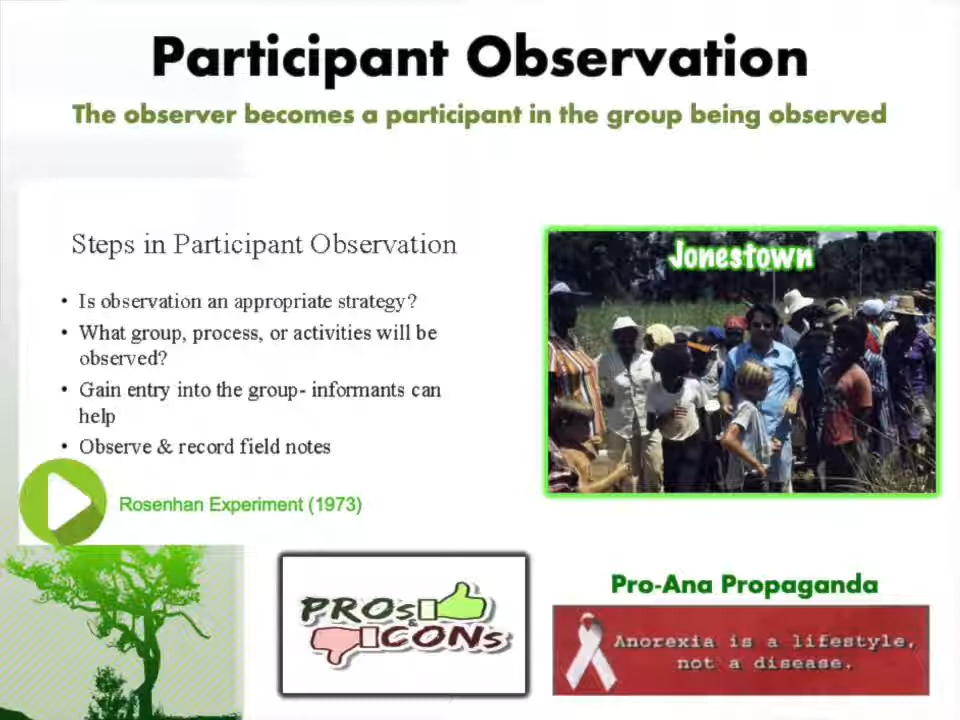 Participant Observation
The observer becomes a participant in the group being observed
Steps in Participant Observation
• Is observation an appropriate strategy?
• What group, process, or activities will be
observed?
• Gain entry into the group- informants can
help
• Observe & record field notes
Rosenhan Experiment (1973)
Jonestown
PROs
&
CONs
Pro-Ana Propaganda
Anorexia is a lifestyle,
not a disease.